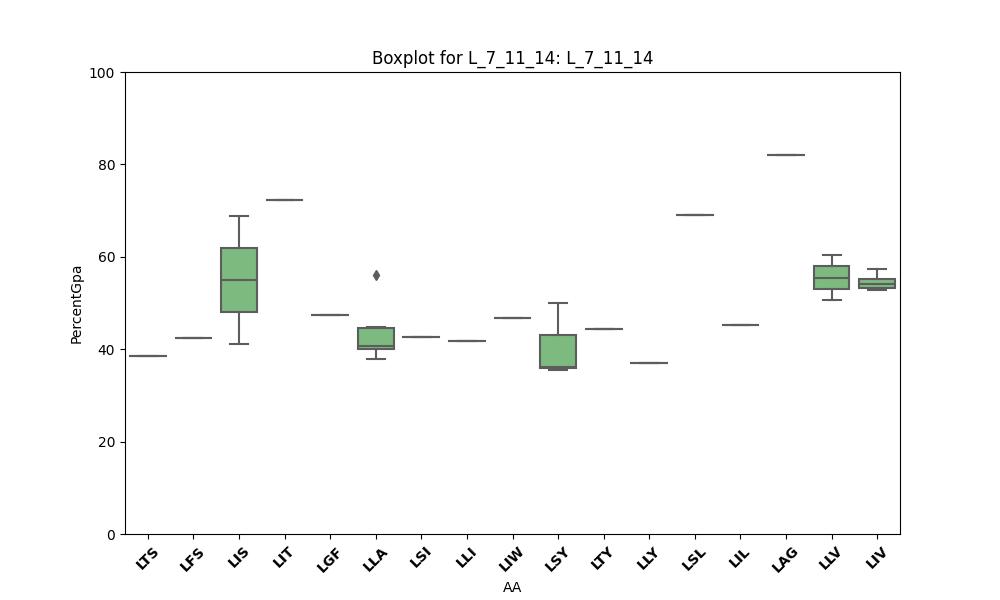 Boxplot for L_7_11_14: L_7_11_14
100
80
60
40
20
0
PercentGpa
LTS LFS LIS LIT LGF LLA LSI LLI LIW LSY LTY LLY LSL LIL LAG LLV LIV
AA